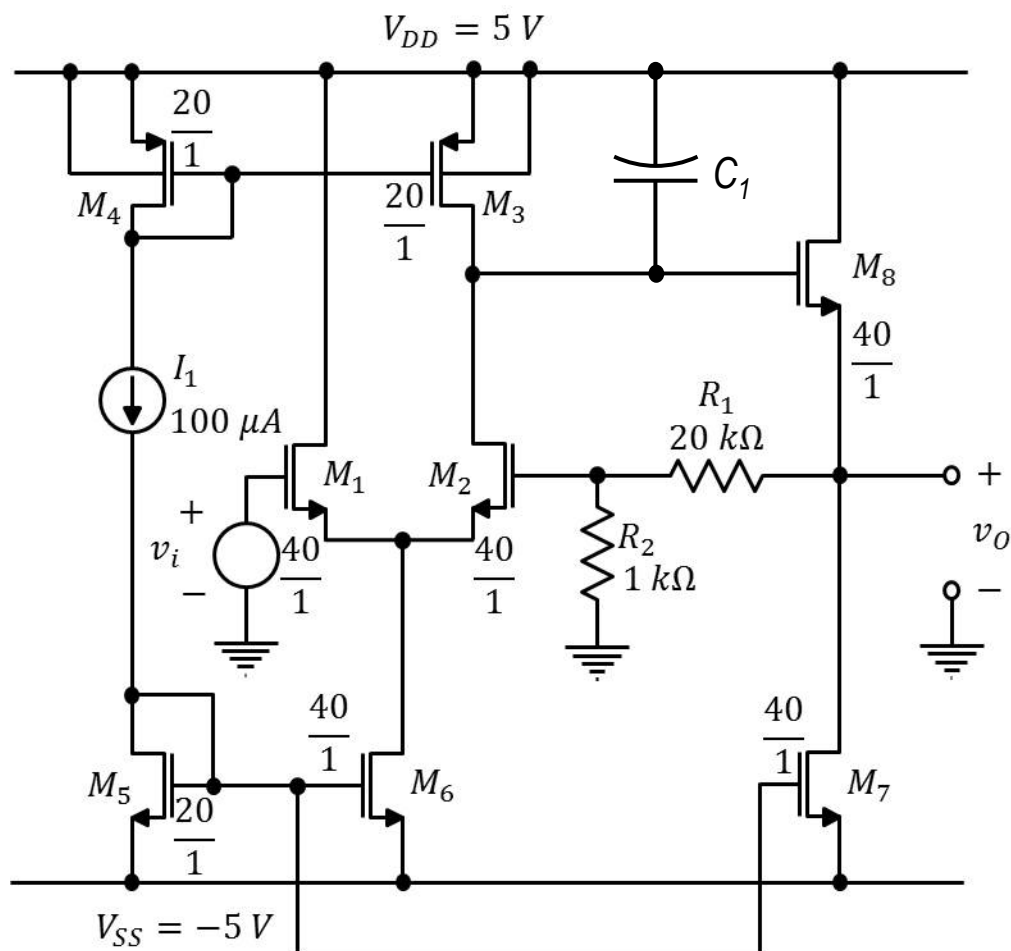 V_DD = 5 V
20
1
M_4
20
1
M_3
C_1
M_8
40
1
I_1
100 μA
R_1
20 kΩ
M_1
M_2
+
v_i
−
40
1
40
1
R_2
1 kΩ
+
v_O
−
M_5
20
1
40
1
M_6
40
1
M_7
V_SS = −5 V